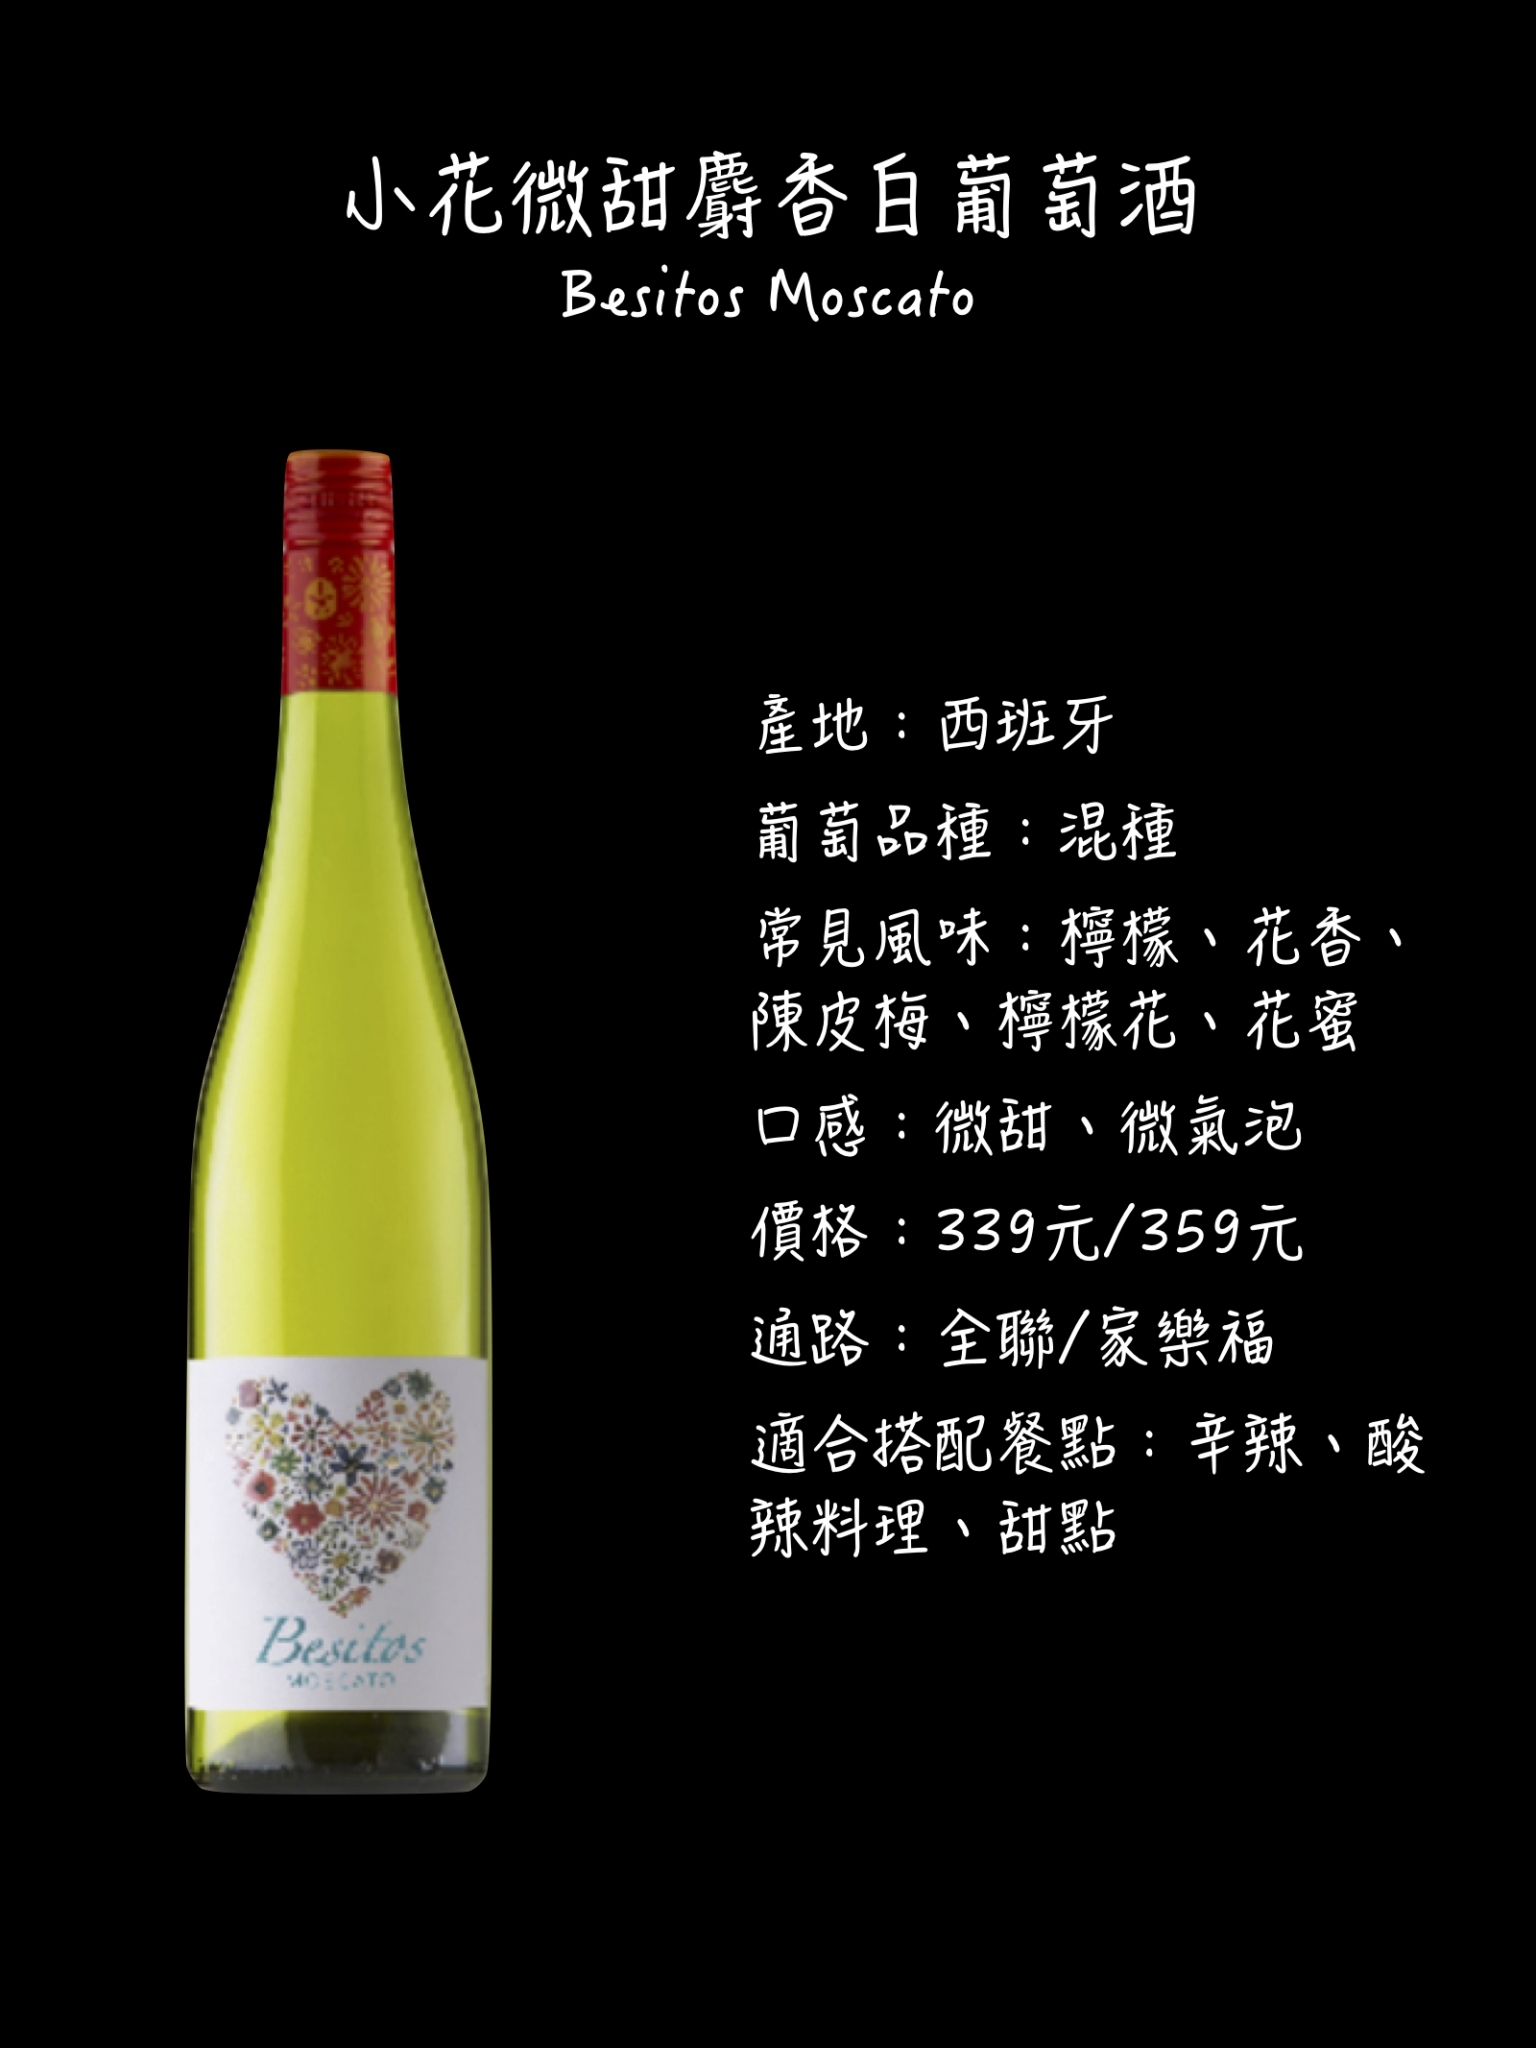 小花微甜麝香白葡萄酒
Besitos Moscato
產地：西班牙
葡萄品種：混種
常見風味：檸檬、花香、
陳皮梅、檸檬花、花蜜
口感：微甜、微氣泡
價格：339元/359元
通路：全聯/家樂福
適合搭配餐點：辛辣、酸
辣料理、甜點
Besitos
MOSCATO